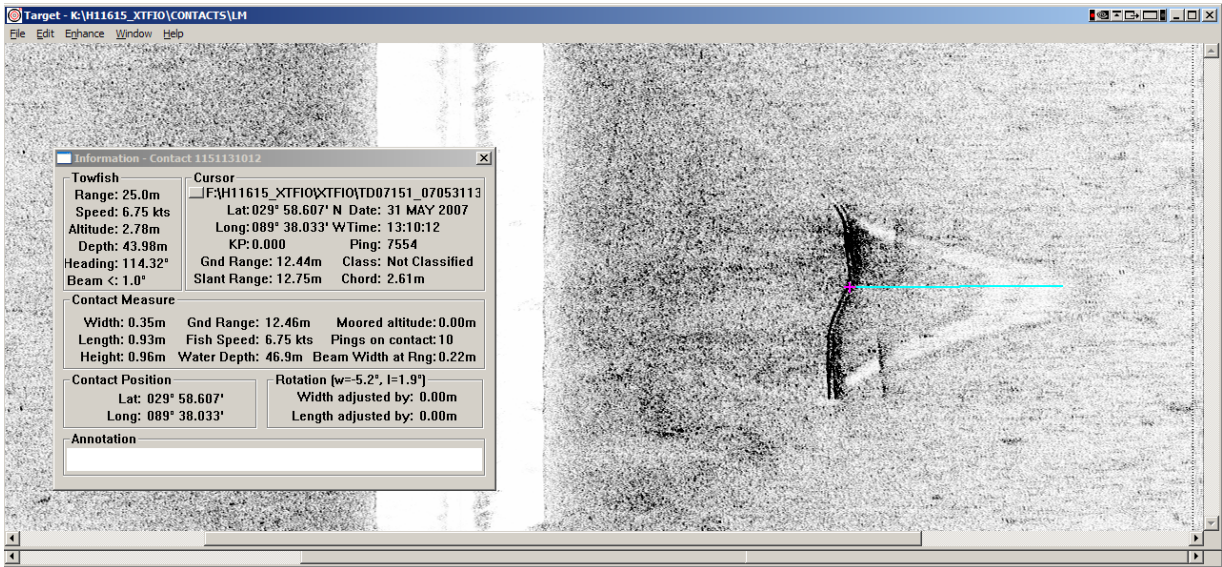 Target - K:\H11615_XTFIO\CONTACTS\LM
File Edit Enhance Window Help
Information - Contact 1151131012
Towfish
Range: 25.0m
Speed: 6.75 kts
Altitude: 2.78m
Depth: 43.98m
Heading: 114.32°
Beam <: 1.0°
Cursor
F:\H11615_XTFIO\XTFIO\TD07151_07053113
Lat: 029° 58.607' N Date: 31 MAY 2007
Long: 089° 38.033' W Time: 13:10:12
KP: 0.000 Ping: 7554
Gnd Range: 12.44m Class: Not Classified
Slant Range: 12.75m Chord: 2.61m
Contact Measure
Width: 0.35m Gnd Range: 12.46m Moored altitude: 0.00m
Length: 0.93m Fish Speed: 6.75 kts Pings on contact: 10
Height: 0.96m Water Depth: 46.9m Beam Width at Rng: 0.22m
Contact Position
Lat: 029° 58.607'
Long: 089° 38.033'
Rotation (w=-5.2°, l=1.9°)
Width adjusted by: 0.00m
Length adjusted by: 0.00m
Annotation